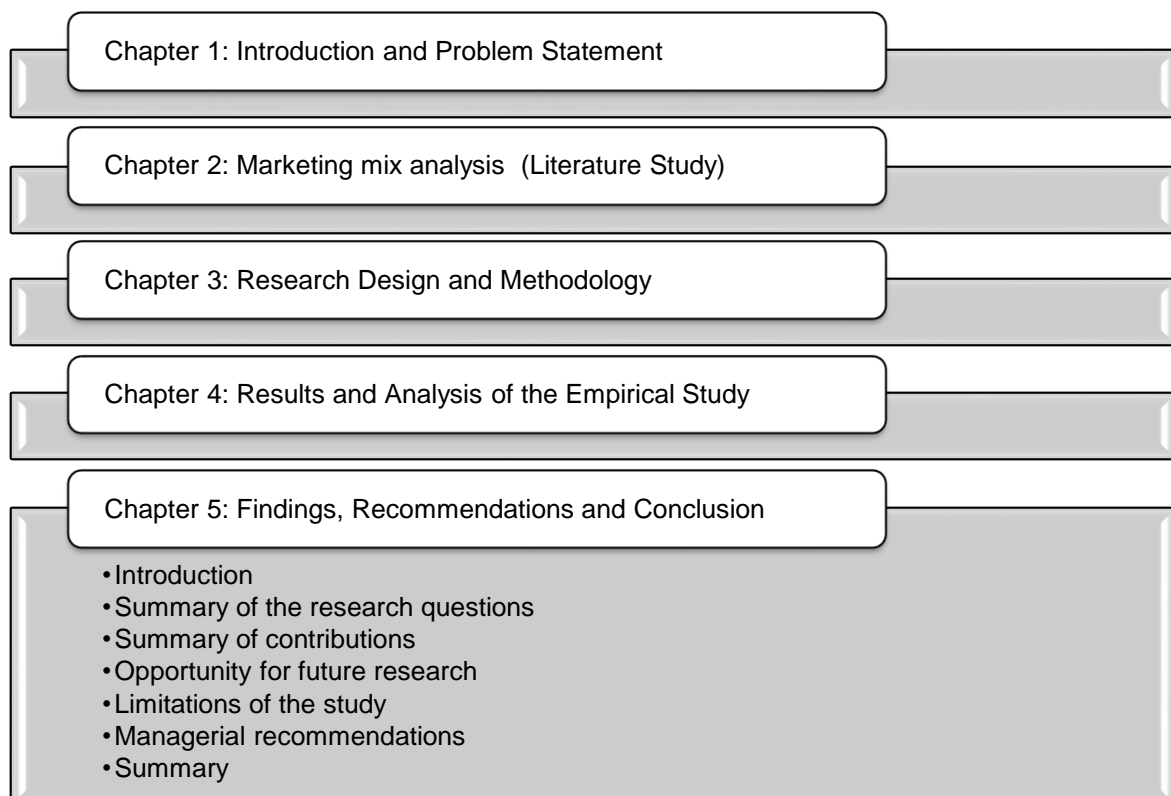 Chapter 1: Introduction and Problem Statement
Chapter 2: Marketing mix analysis  (Literature Study)
Chapter 3: Research Design and Methodology
Chapter 4: Results and Analysis of the Empirical Study
Chapter 5: Findings, Recommendations and Conclusion
•Introduction
•Summary of the research questions
•Summary of contributions
•Opportunity for future research
•Limitations of the study
•Managerial recommendations
•Summary